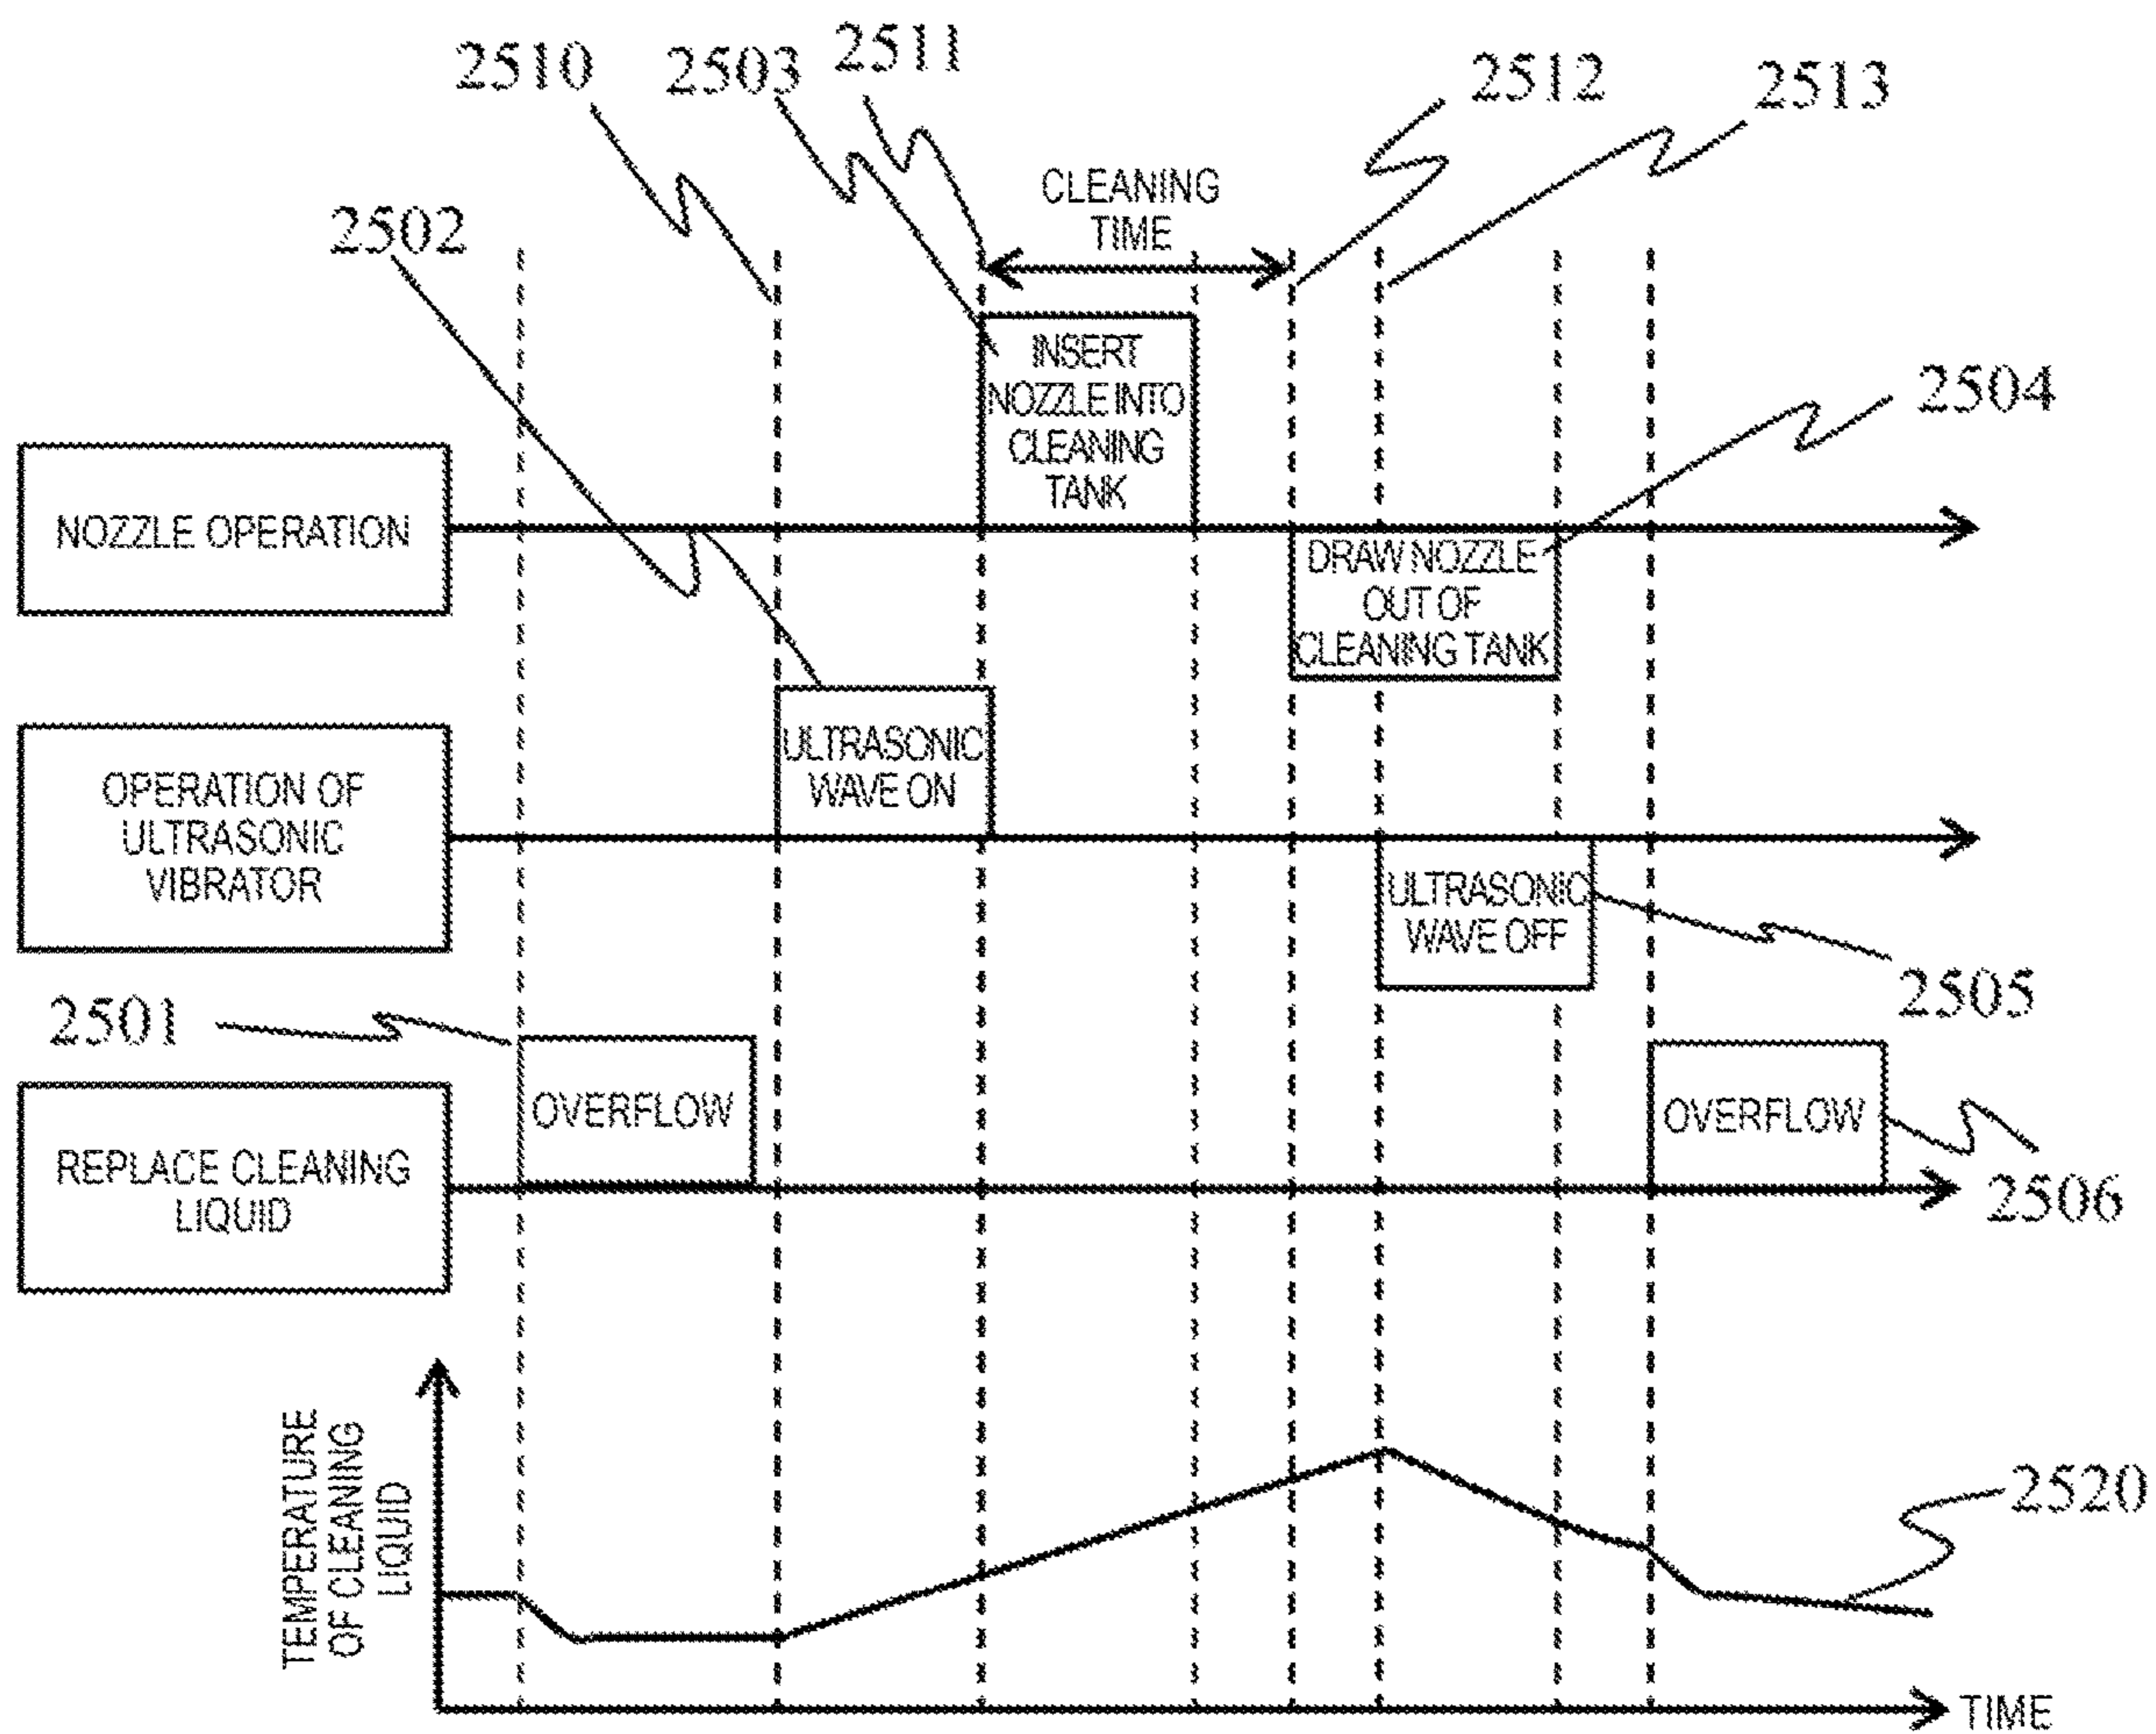 2511
2510
2503
2512
2513
CLEANING
TIME
2502
INSERT
NOZZLE INTO
CLEANING
TANK
2504
NOZZLE OPERATION
DRAW NOZZLE
OUT OF
CLEANING TANK
ULTRASONIC
WAVE ON
OPERATION OF
ULTRASONIC
VIBRATOR
ULTRASONIC
WAVE OFF
2505
2501
OVERFLOW
OVERFLOW
REPLACE CLEANING
LIQUID
2506
TEMPERATURE
OF CLEANING
LIQUID
2520
TIME